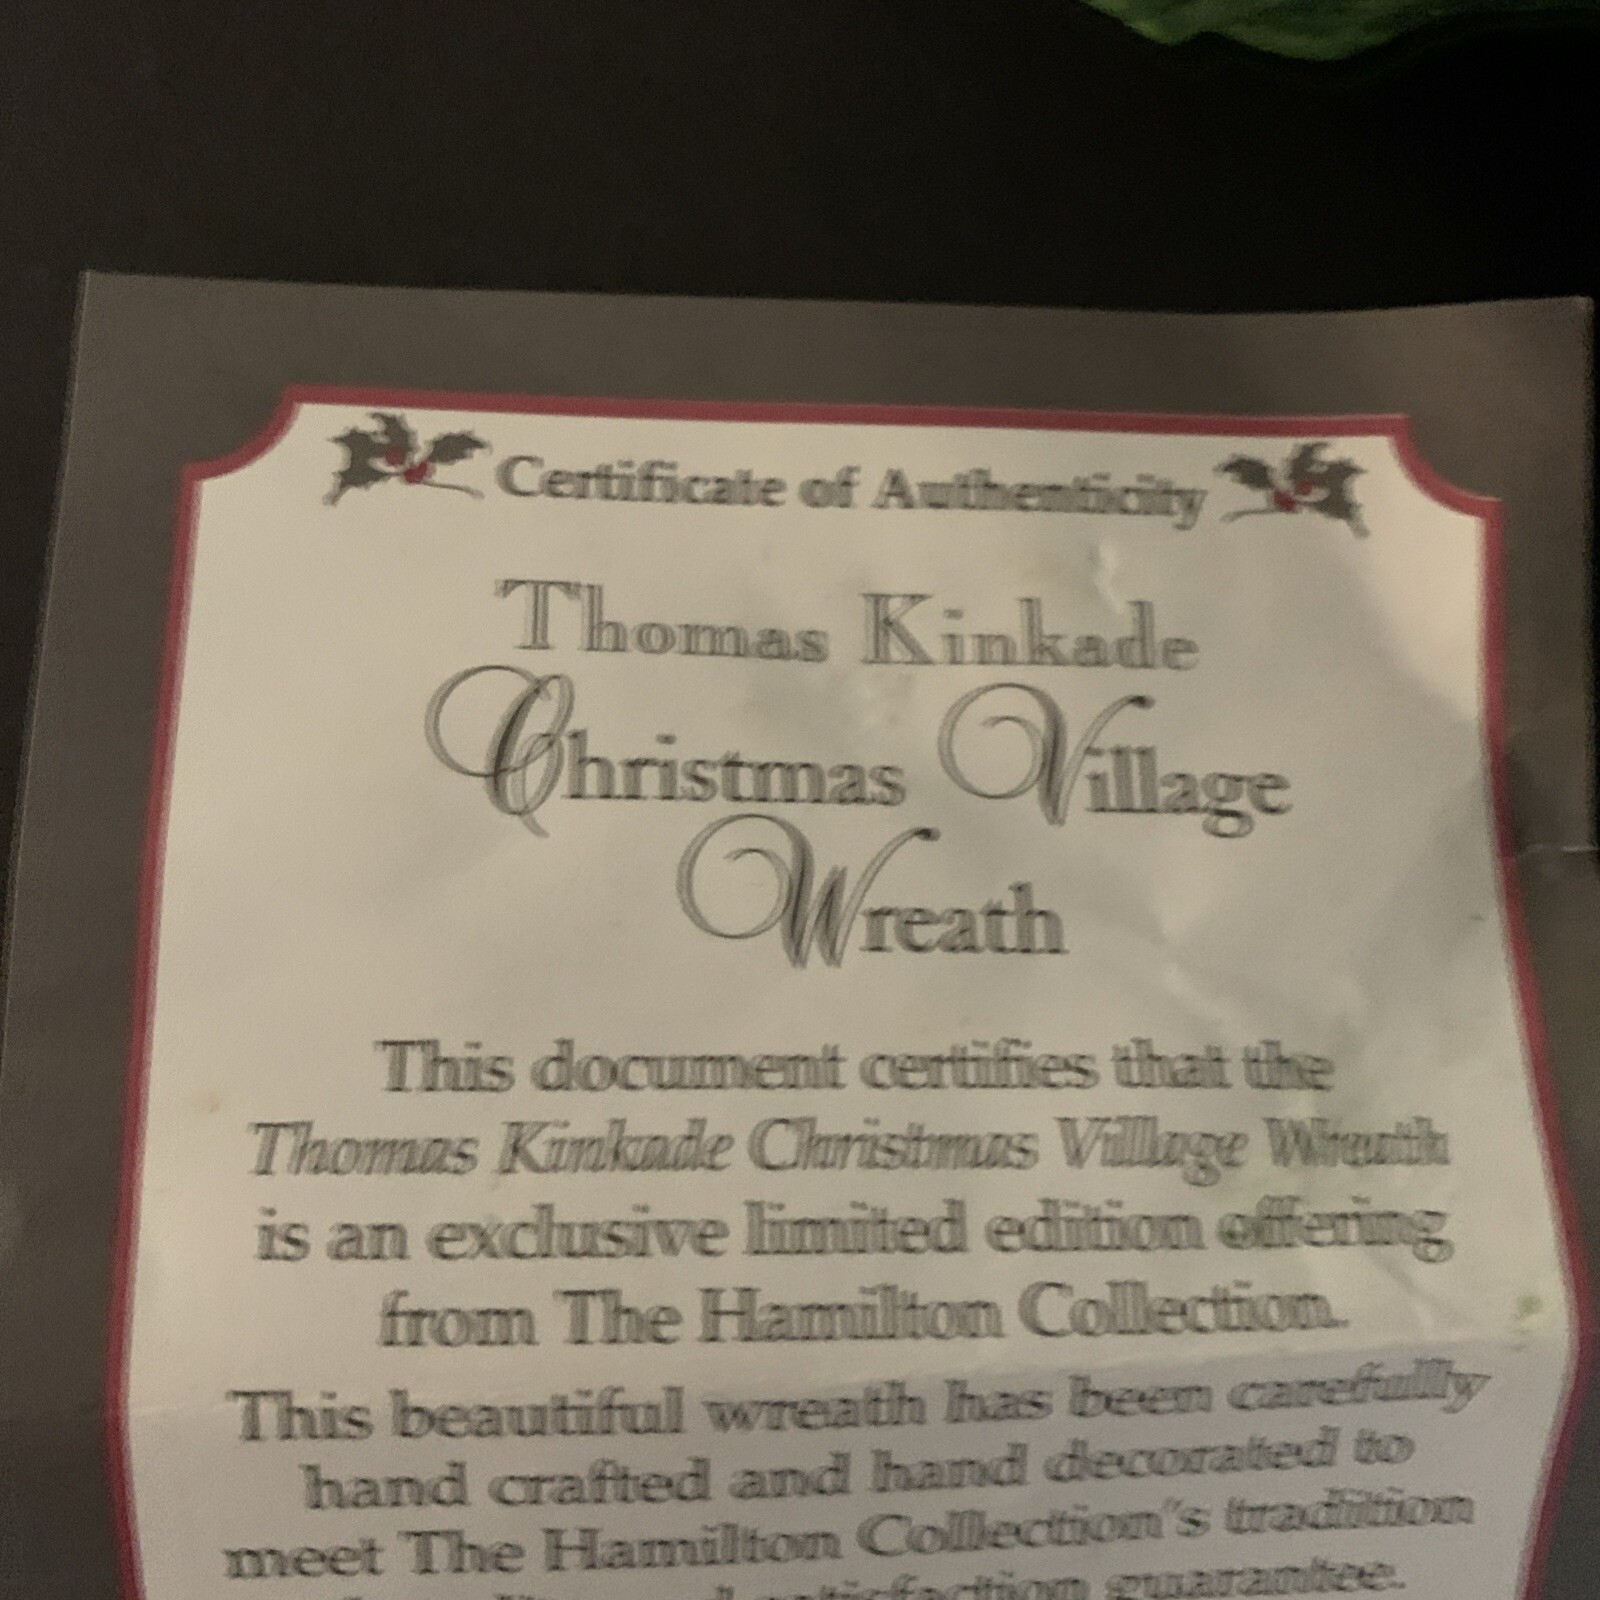 Certificate of Authenticity
Thomas Kinkade
Christmas Village
Wreath
This document certifies that the
Thomas Kinkade Christmas Village Wreath
is an exclusive limited edition offering
from The Hamilton Collection.
This beautiful wreath has been carefully
hand crafted and hand decorated to
meet The Hamilton Collection's tradition
satisfaction guarantee.